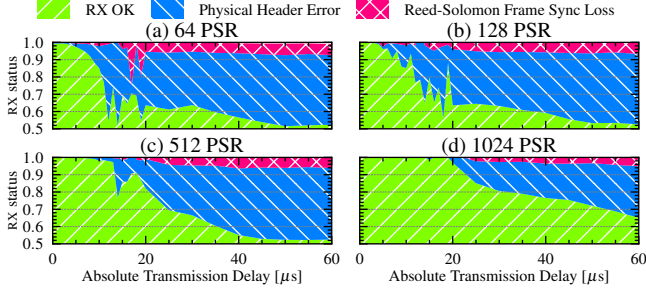 RX OK Physical Header Error Reed-Solomon Frame Sync Loss
(a) 64 PSR (b) 128 PSR
RX status
1.0
0.9
0.8
0.7
0.6
0.5
(c) 512 PSR (d) 1024 PSR
RX status
1.0
0.9
0.8
0.7
0.6
0.5
0 20 40 60 0 20 40 60
Absolute Transmission Delay [μs] Absolute Transmission Delay [μs]